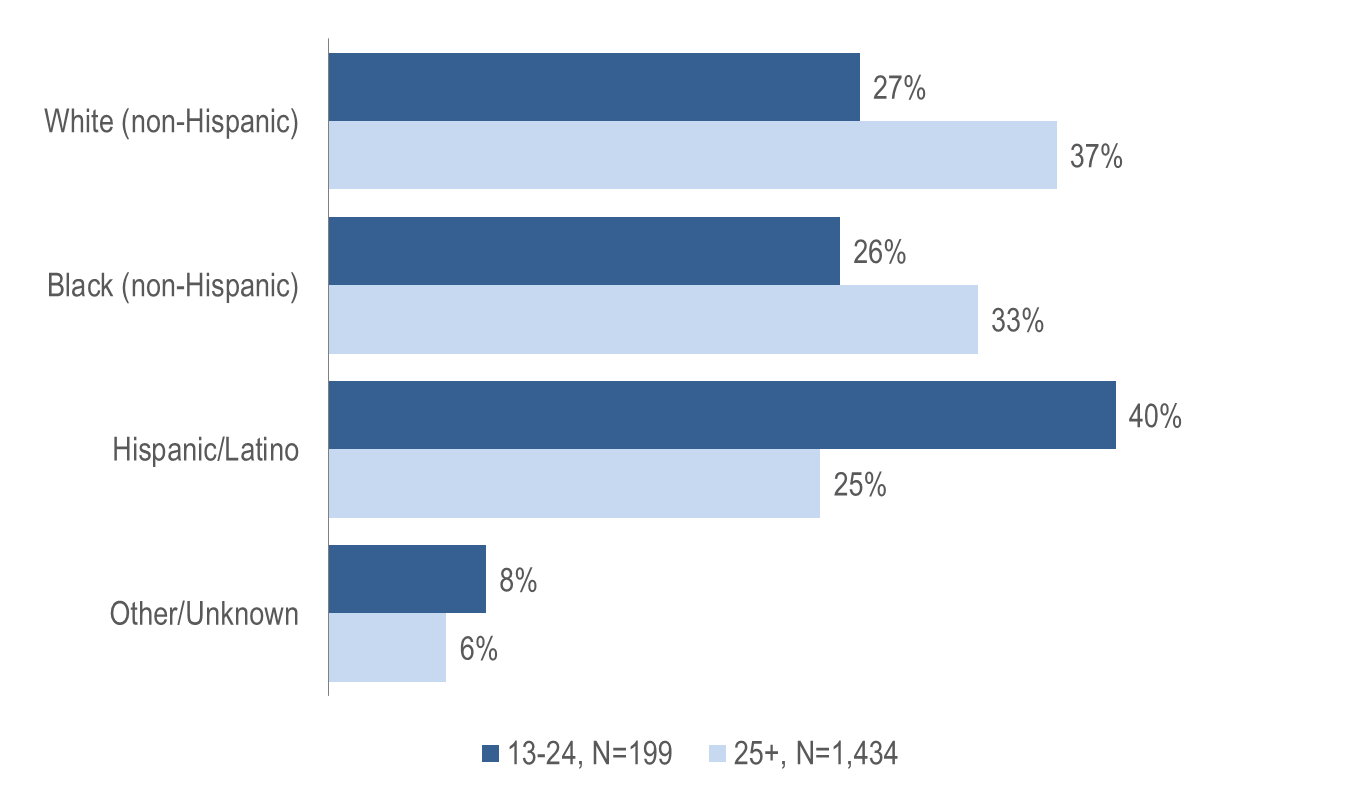 27%
White (non-Hispanic)
37%
26%
Black (non-Hispanic)
33%
40%
Hispanic/Latino
25%
8%
Other/Unknown
6%
13-24, N=199 25+, N=1,434